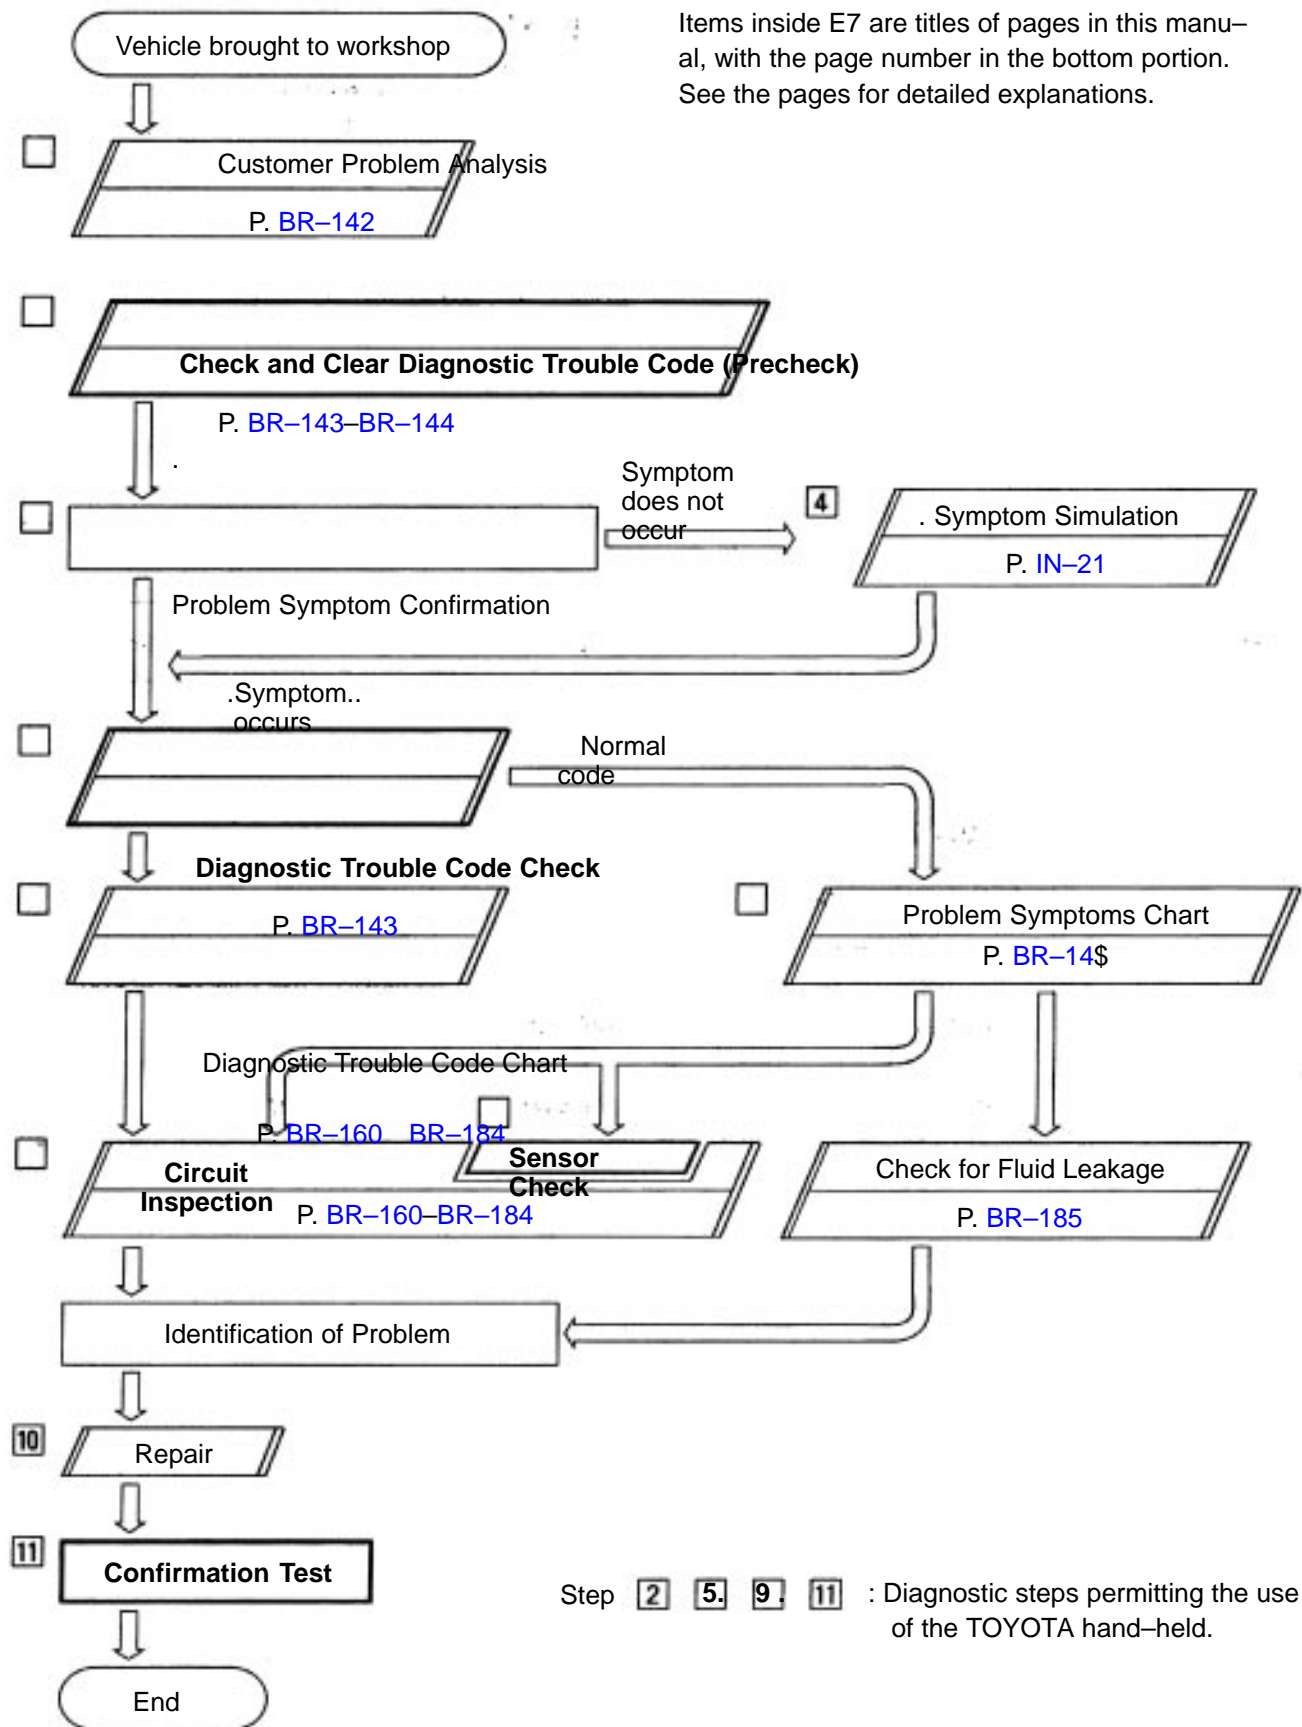 Vehicle brought to workshop
Items inside E7 are titles of pages in this manu–
al, with the page number in the bottom portion.
See the pages for detailed explanations.
Customer Problem Analysis
P. BR–142
Check and Clear Diagnostic Trouble Code (Precheck)
P. BR–143–BR–144
.
Symptom
does not
occur
4
. Symptom Simulation
P. IN–21
Problem Symptom Confirmation
.Symptom..
occurs
Normal
code
Diagnostic Trouble Code Check
P. BR–143
Problem Symptoms Chart
P. BR–14$
Diagnostic Trouble Code Chart
P. BR–160 BR–184
Circuit
Inspection
Sensor
Check
P. BR–160–BR–184
Check for Fluid Leakage
P. BR–185
Identification of Problem
10
Repair
11
Confirmation Test
Step 2 5. 9 . 11 : Diagnostic steps permitting the use
of the TOYOTA hand–held.
End